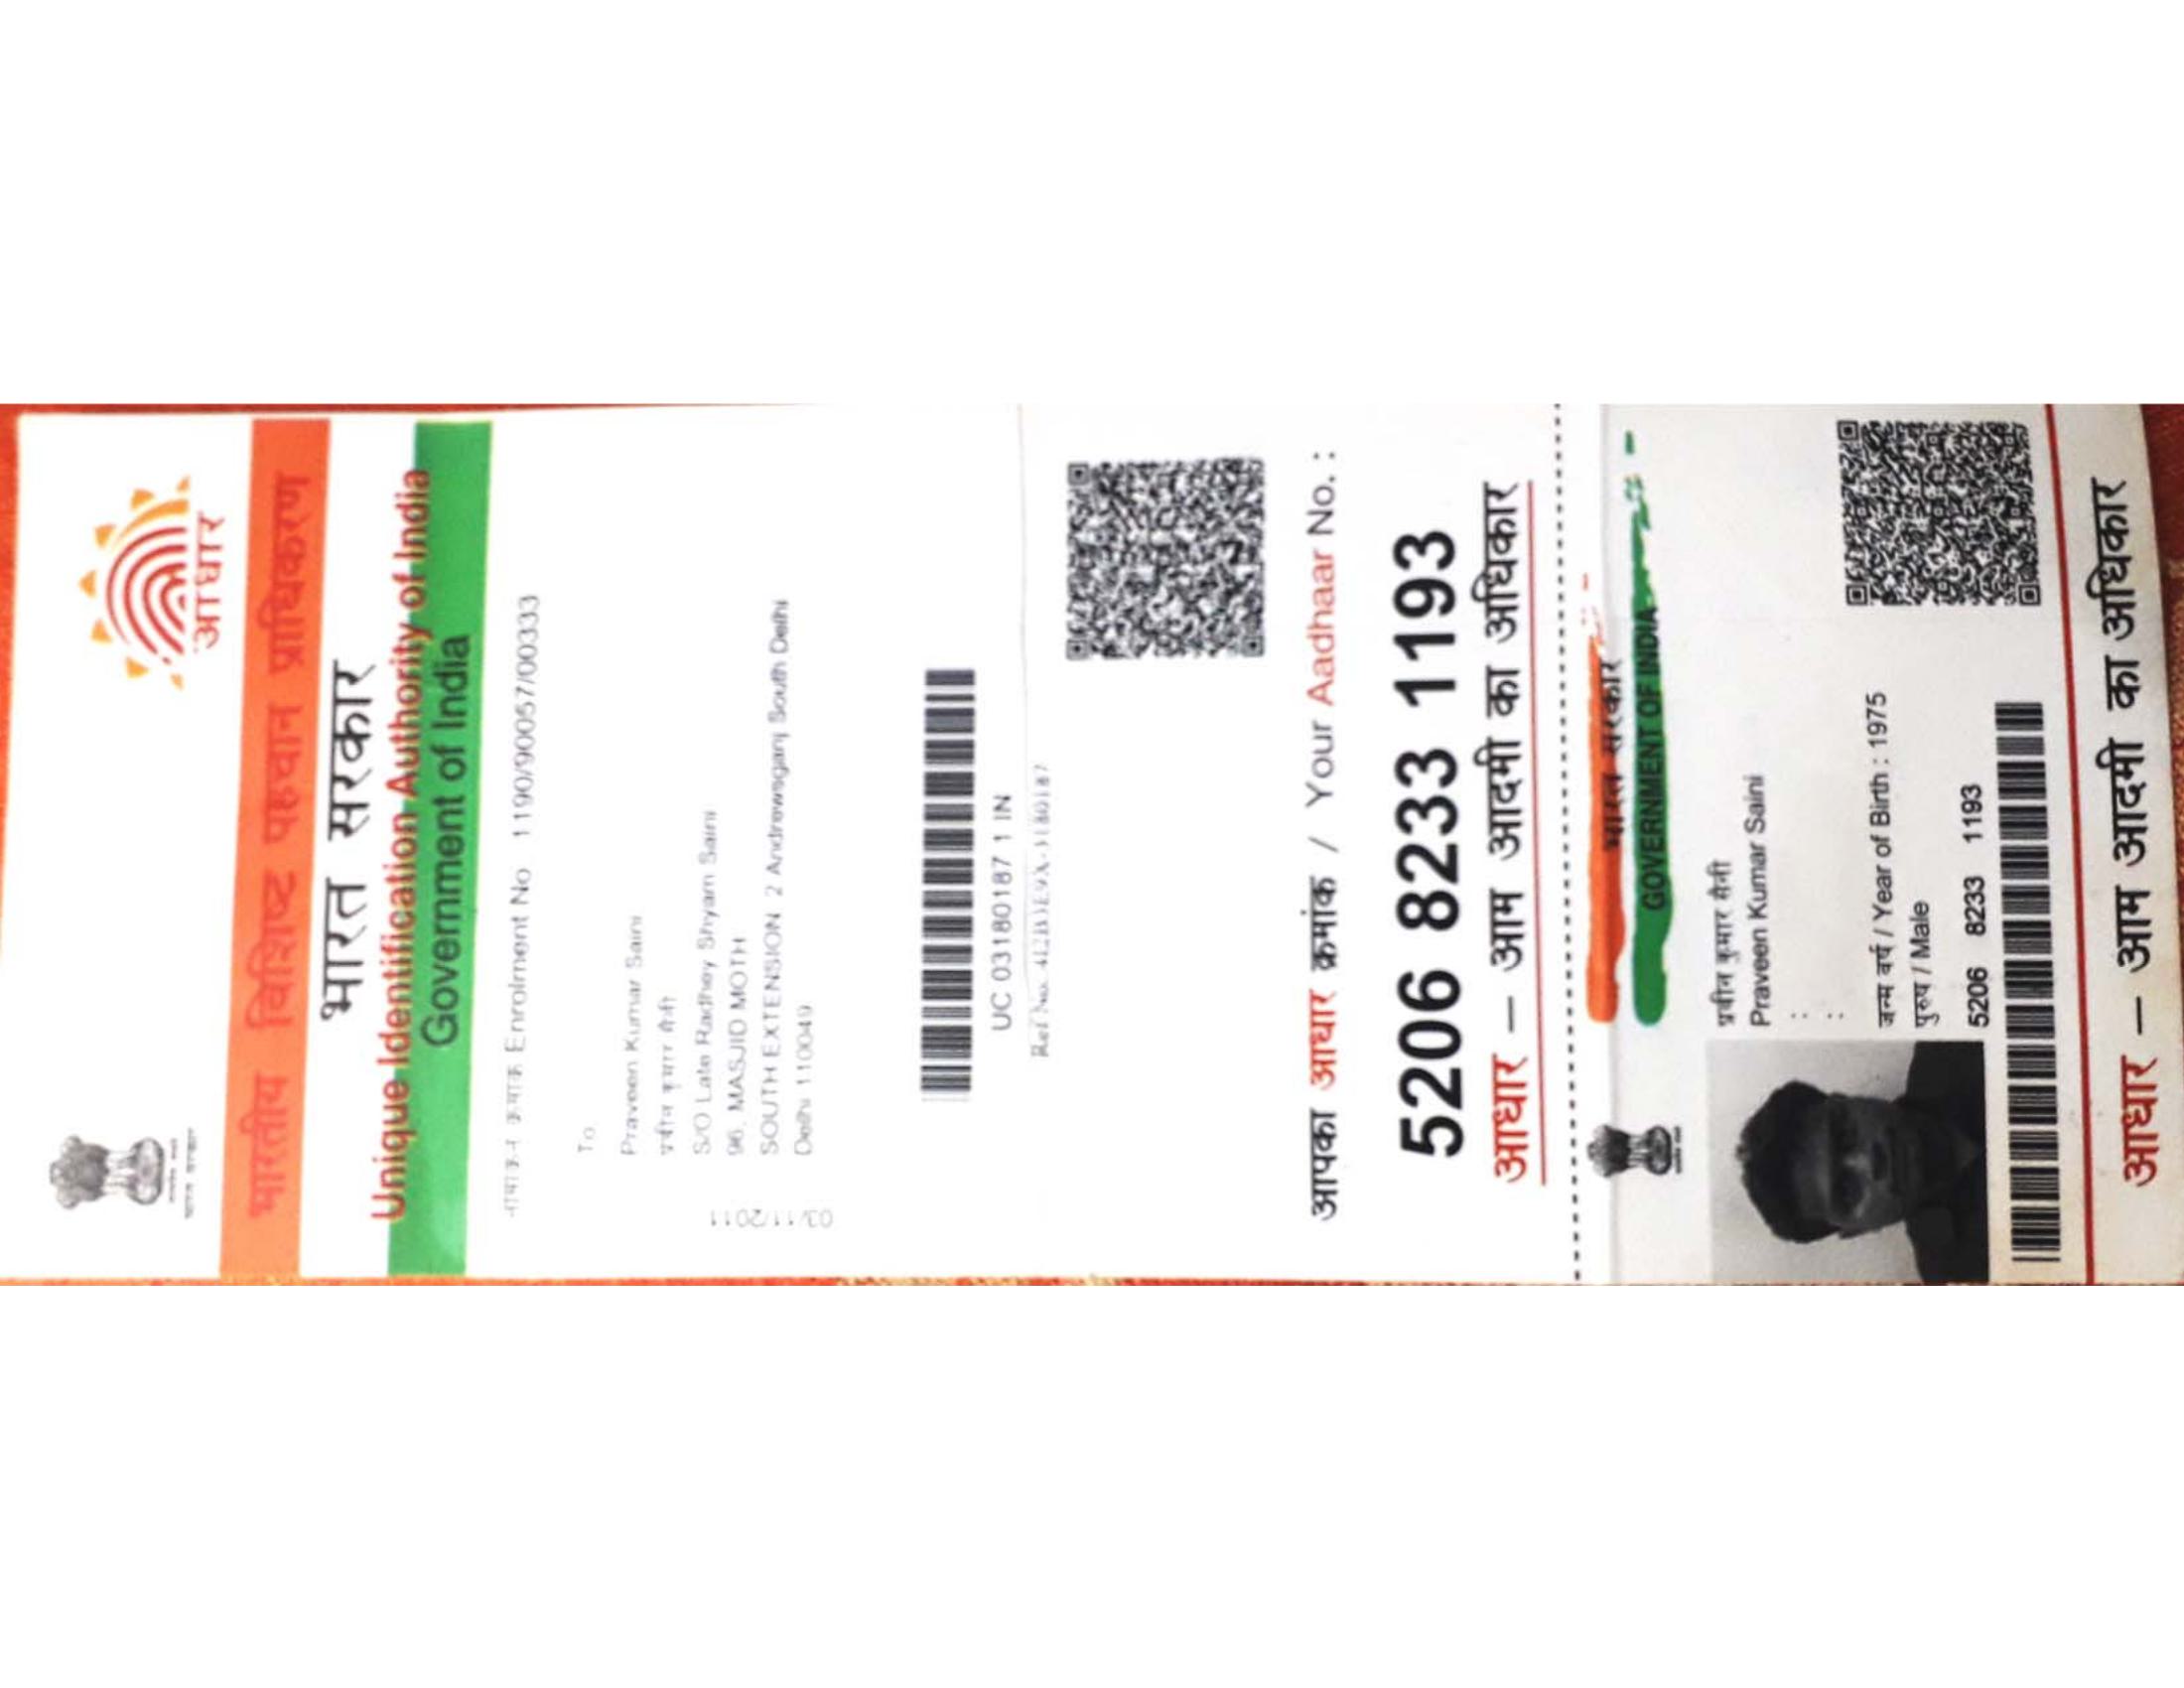 आधार
भारतीय विशिष्ट पहचान प्राधिकरण
भारत सरकार
Unique Identification Authority of India
Government of India
क्रमांक Enrolment No 1190/90057/00333
To
Praveen Kumar Saini
प्रवीन कुमार सैनी
S/O Late Radhey Shyam Saini
96, MASJID MOTH
SOUTH EXTENSION 2 Andrewsganj South Delhi
Delhi 110049
03/11/2011
UC 03180187 1 IN
Ref No.
आपका आधार क्रमांक / Your Aadhaar No. :
5206 8233 1193
आधार – आम आदमी का अधिकार
भारत सरकार
GOVERNMENT OF INDIA
प्रवीन कुमार सैनी
Praveen Kumar Saini
जन्म वर्ष / Year of Birth : 1975
पुरुष / Male
5206 8233 1193
आधार – आम आदमी का अधिकार